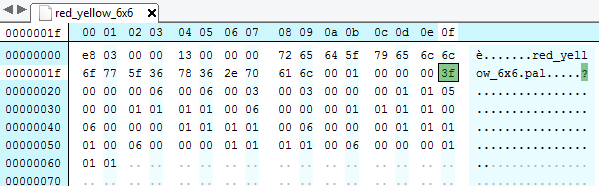 red_yellow_6x6
0000001f 00 01 02 03 04 05 06 07 08 09 0a 0b 0c 0d 0e 0f
00000000 e8 03 00 00 13 00 00 00 72 65 64 5f 79 65 6c 6c è.......red_yell
0000001f 6f 77 5f 36 78 36 2e 70 61 6c 00 01 00 00 00 3f ow_6x6.pal.....?
00000020 00 00 00 06 00 06 00 03 00 03 00 00 00 01 01 05 ................
00000030 00 00 00 01 01 01 00 06 00 00 00 01 01 01 01 00 ................
00000040 06 00 00 00 01 01 01 01 00 06 00 00 00 01 01 01 ................
00000050 01 00 06 00 00 00 01 01 01 01 00 06 00 00 00 01 ................
00000060 01 01 .. .. .. .. .. .. .. .. .. .. .. .. .. .. ................
00000070 .. .. .. .. .. .. .. .. .. .. .. .. .. .. .. .. ................